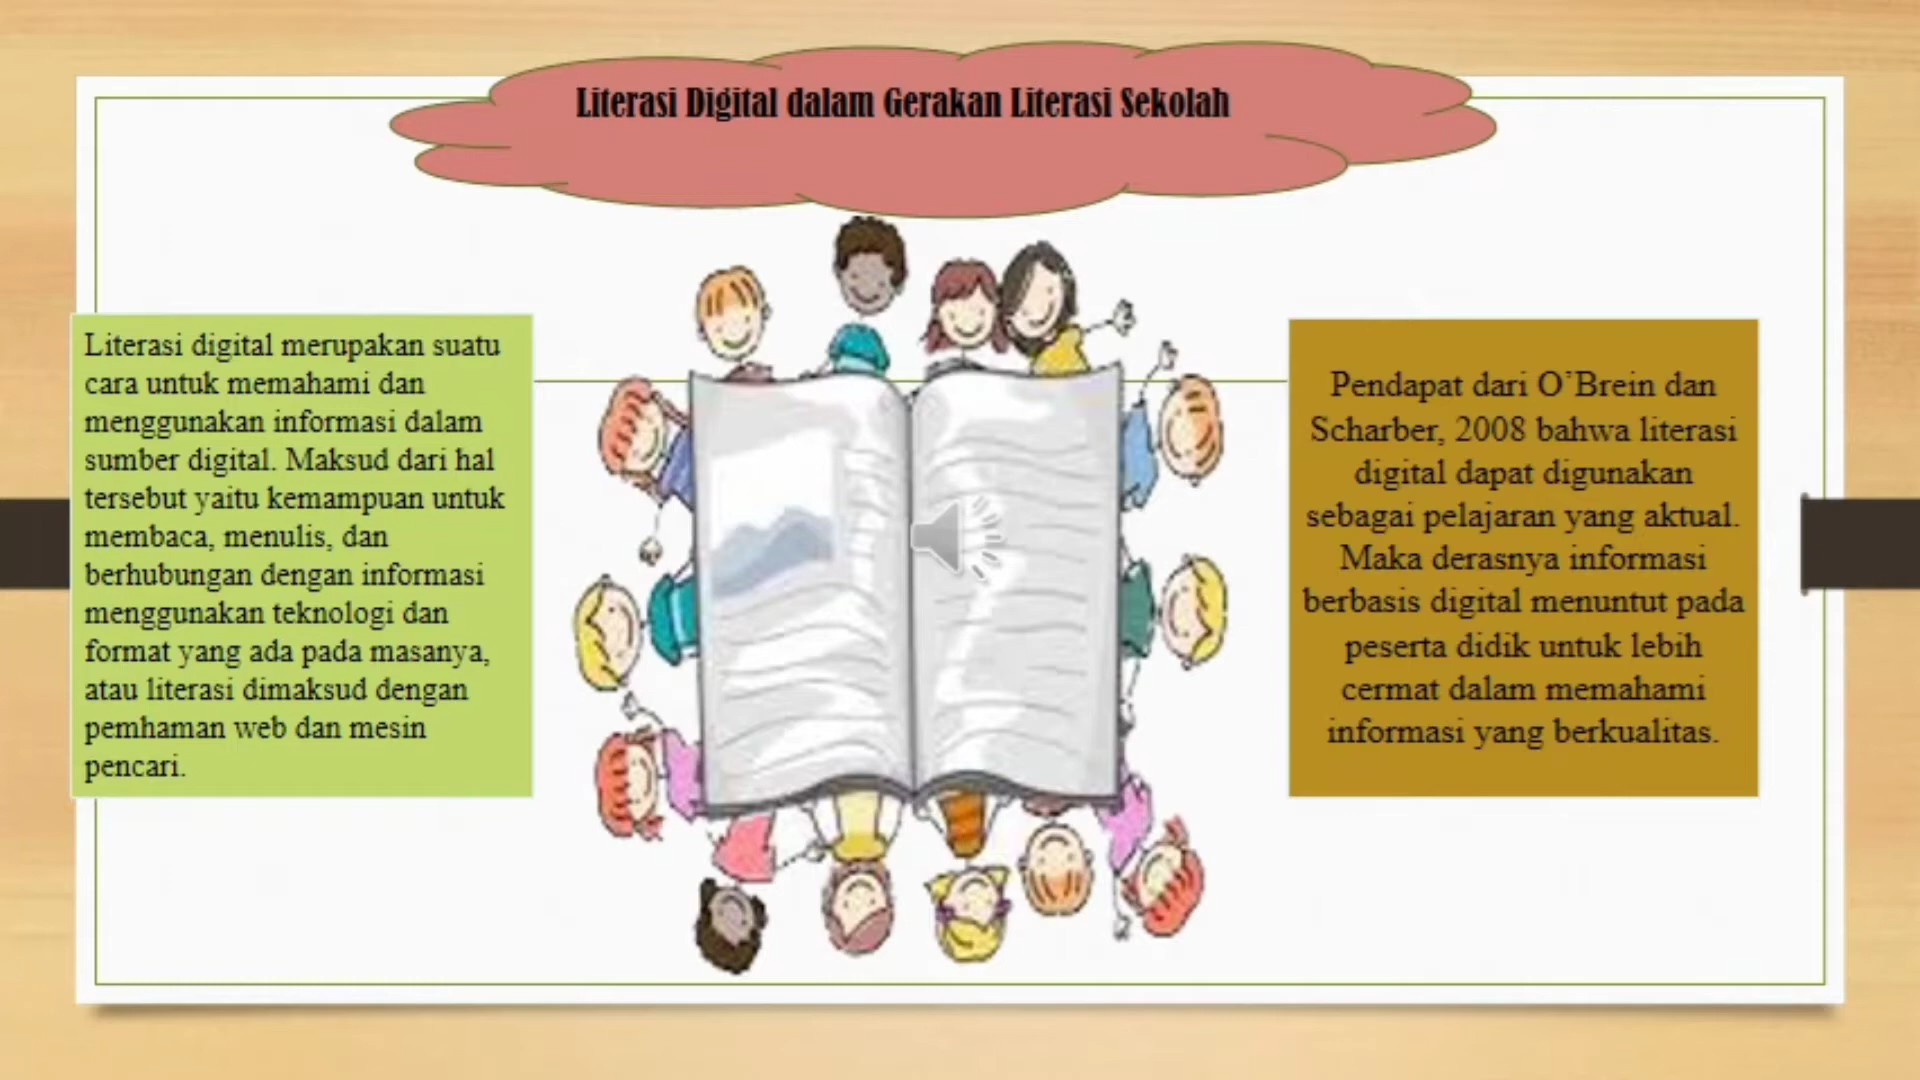 Literasi Digital dalam Gerakan Literasi Sekolah
Literasi digital merupakan suatu
cara untuk memahami dan
menggunakan informasi dalam
sumber digital. Maksud dari hal
tersebut yaitu kemampuan untuk
membaca, menulis, dan
berhubungan dengan informasi
menggunakan teknologi dan
format yang ada pada masanya,
atau literasi dimaksud dengan
pemhaman web dan mesin
pencari.
Pendapat dari O’Brein dan
Scharber, 2008 bahwa literasi
digital dapat digunakan
sebagai pelajaran yang aktual.
Maka derasnya informasi
berbasis digital menuntut pada
peserta didik untuk lebih
cermat dalam memahami
informasi yang berkualitas.